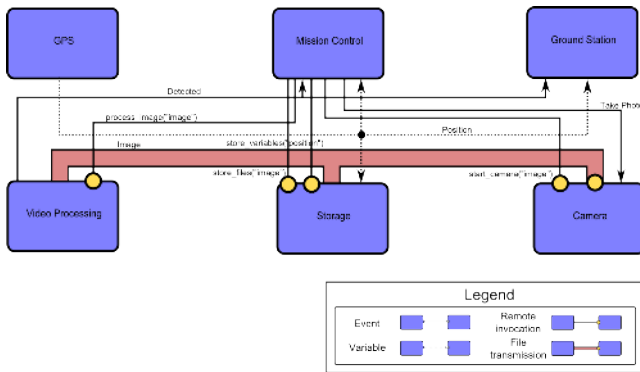 GPS
Mission Control
Ground Station
Detected
Take Photo
process_image("image")
Position
Image
store_variables("position")
store_files("image")
start_camera("image")
Video Processing
Storage
Camera
Legend
Event
Remote
invocation
Variable
File
transmission